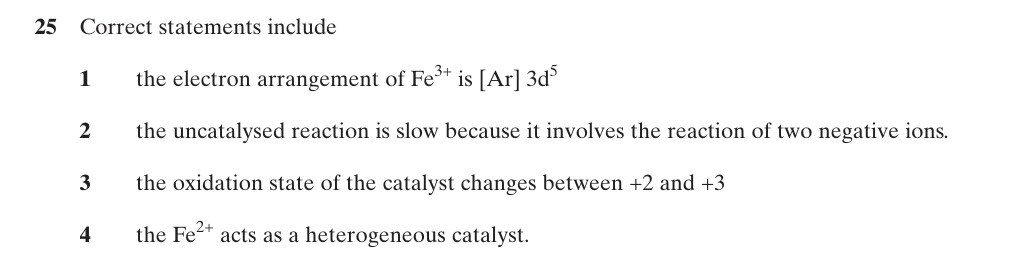 25 Correct statements include
1 the electron arrangement of Fe³⁺ is [Ar] 3d⁵
2 the uncatalysed reaction is slow because it involves the reaction of two negative ions.
3 the oxidation state of the catalyst changes between +2 and +3
4 the Fe²⁺ acts as a heterogeneous catalyst.